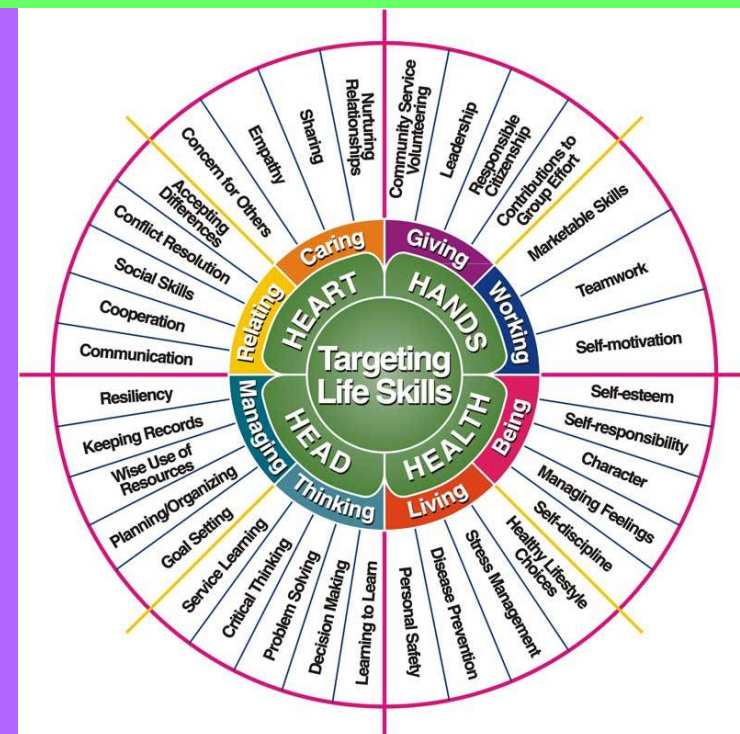 Targeting
Life Skills
HEART
Caring
Nurturing
Relationships
Sharing
Empathy
Concern for Others
Relating
Accepting
Differences
Conflict Resolution
Social Skills
Cooperation
Communication
HANDS
Giving
Community Service
Volunteering
Leadership
Responsible
Citizenship
Contributions to
Group Effort
Working
Marketable Skills
Teamwork
Self-motivation
HEALTH
Being
Self-esteem
Self-responsibility
Character
Managing Feelings
Self-discipline
Living
Healthy Lifestyle
Choices
Stress Management
Disease Prevention
Personal Safety
HEAD
Thinking
Learning to Learn
Decision Making
Problem Solving
Critical Thinking
Service Learning
Managing
Goal Setting
Planning/Organizing
Wise Use of
Resources
Keeping Records
Resiliency